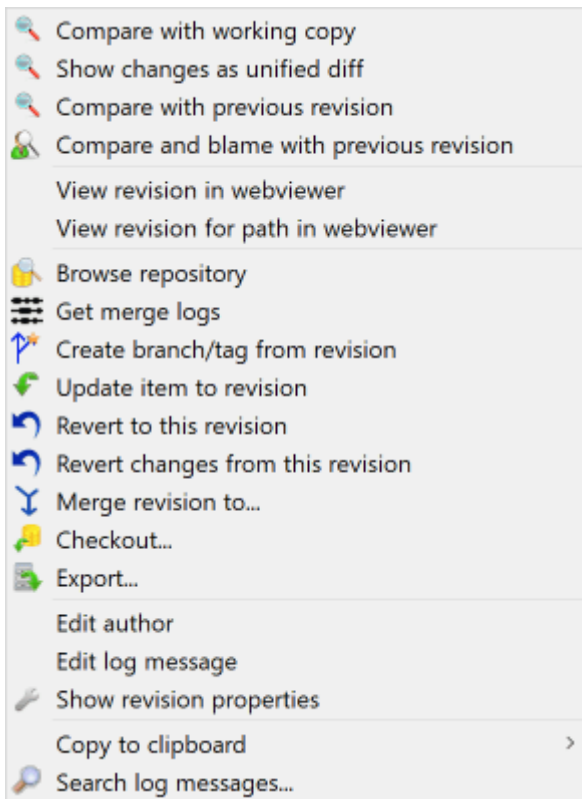 Compare with working copy
Show changes as unified diff
Compare with previous revision
Compare and blame with previous revision
View revision in webviewer
View revision for path in webviewer
Browse repository
Get merge logs
Create branch/tag from revision
Update item to revision
Revert to this revision
Revert changes from this revision
Merge revision to...
Checkout...
Export...
Edit author
Edit log message
Show revision properties
Copy to clipboard
Search log messages...